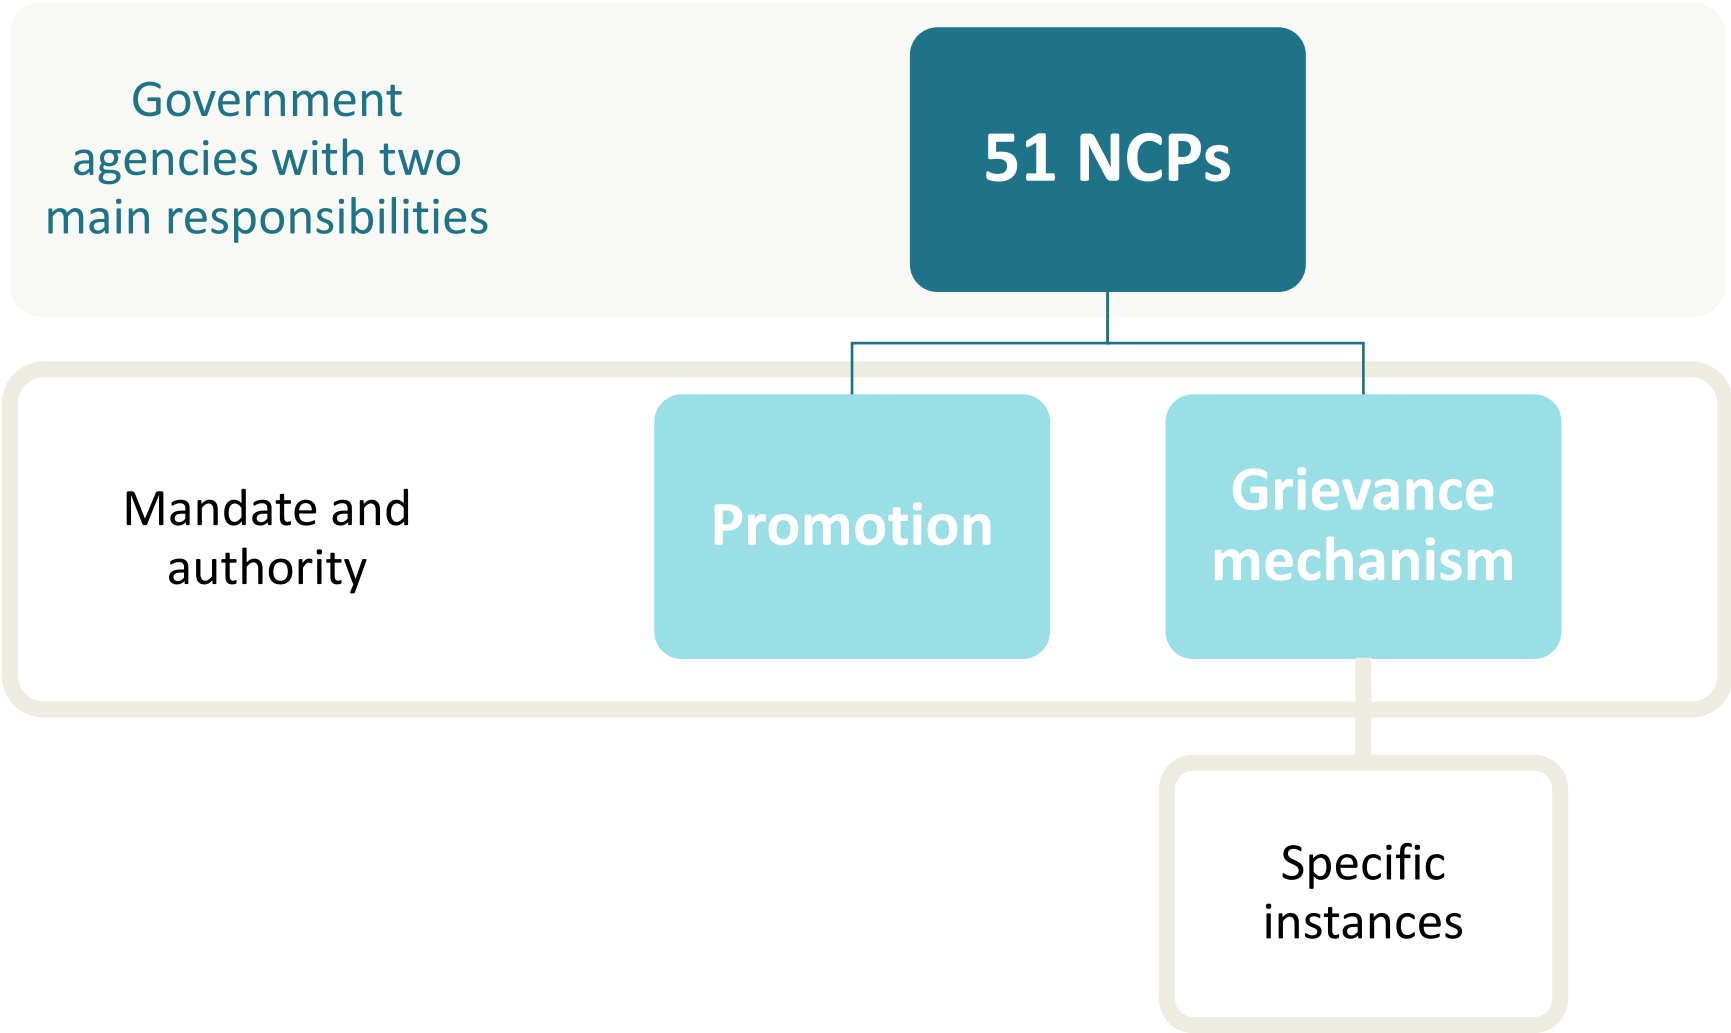 Government
agencies with two
main responsibilities
51 NCPs
Mandate and
authority
Promotion
Grievance
mechanism
Specific
instances